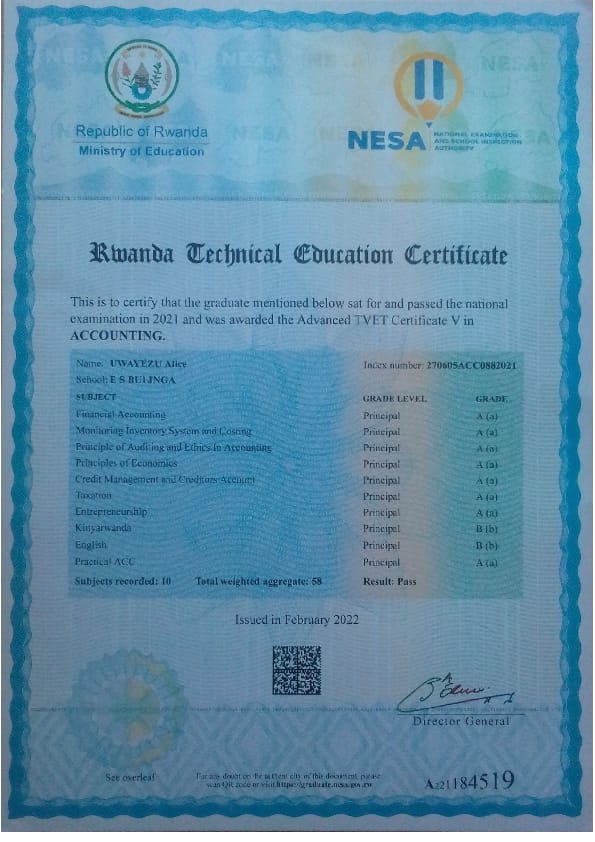 Republic of Rwanda
Ministry of Education
NESA
NATIONAL EXAMINATION
AND SCHOOL INSPECTION
AUTHORITY
Rwanda Technical Education Certificate
This is to certify that the graduate mentioned below sat for and passed the national
examination in 2021 and was awarded the Advanced TVET Certificate V in
ACCOUNTING.
Name: UWAYEZU Alice Index number: 270605ACC0882021
School: E S
SUBJECT GRADE LEVEL GRADE
Financial Accounting Principal A (a)
Monitoring Inventory System and Costing Principal A (a)
Principle of Auditing and Ethics in Accounting Principal A (a)
Principles of Economics Principal A (a)
Credit Management and Creditors Account Principal A (a)
Taxation Principal A (a)
Entrepreneurship Principal A (a)
Kinyarwanda Principal B (b)
English Principal B (b)
Practical ACC Principal A (a)
Subjects recorded: 10 Total weighted aggregate: 58 Result: Pass
Issued in February 2022
Director General
See overleaf
For any doubt on the authenticity of this document, please
scan QR code or visit https://graduate.nesa.gov.rw
A221184519